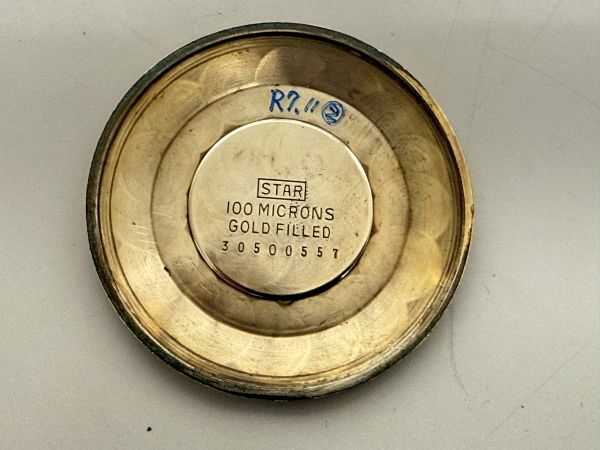 R7.11
STAR
100 MICRONS
GOLD FILLED
30500557